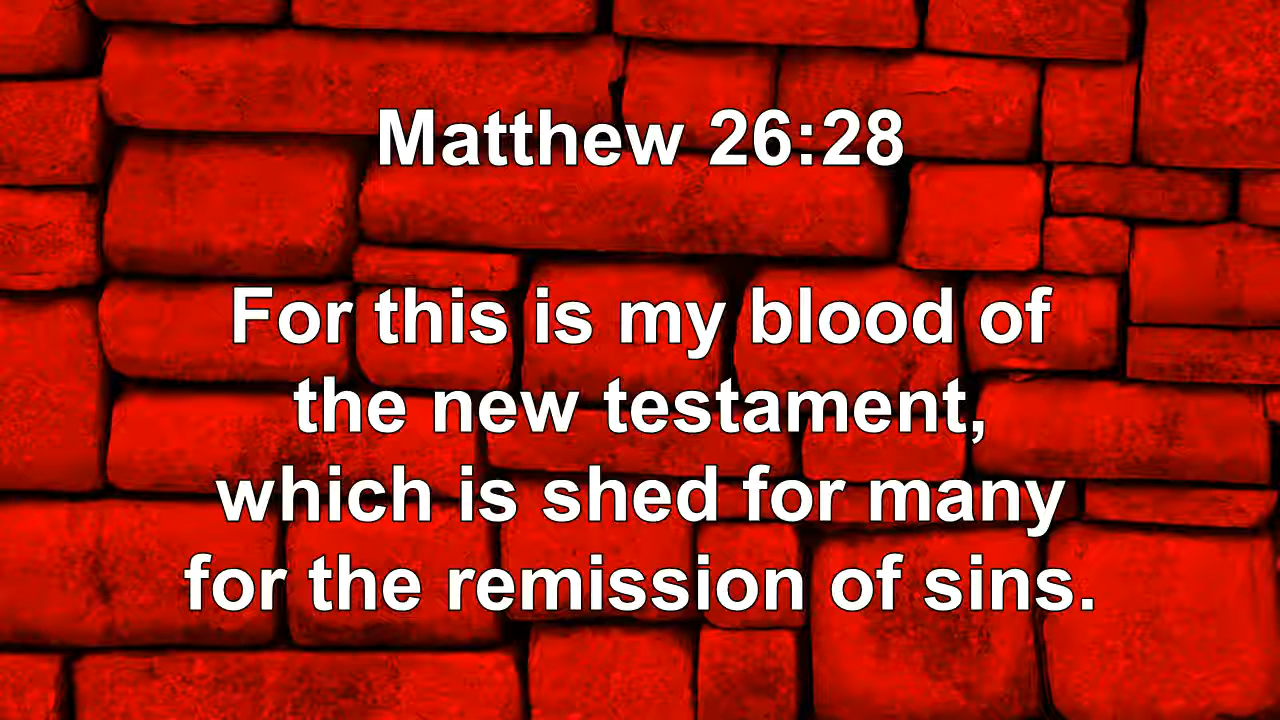 Matthew 26:28
For this is my blood of
the new testament,
which is shed for many
for the remission of sins.